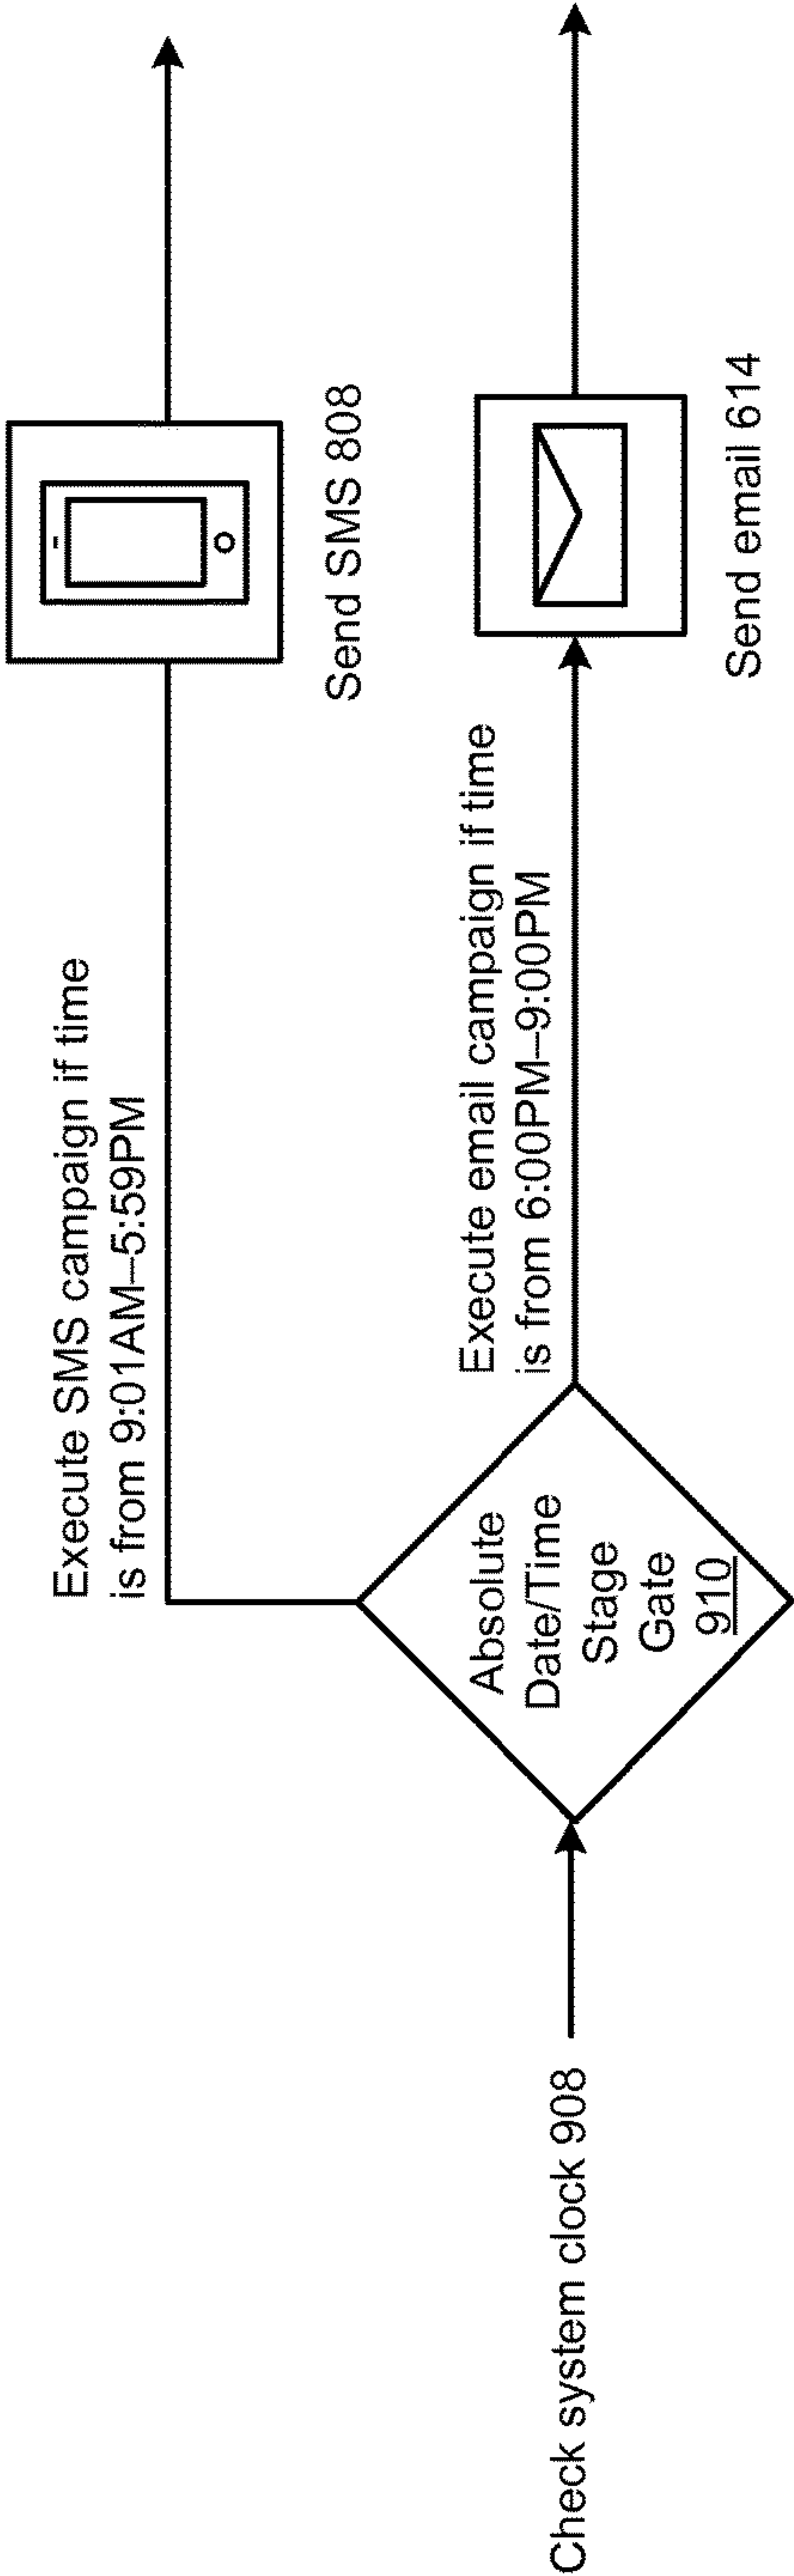 Execute SMS campaign if time
is from 9:01AM–5:59PM
Send SMS 808
Execute email campaign if time
is from 6:00PM–9:00PM
Send email 614
Absolute
Date/Time
Stage
Gate
910
Check system clock 908